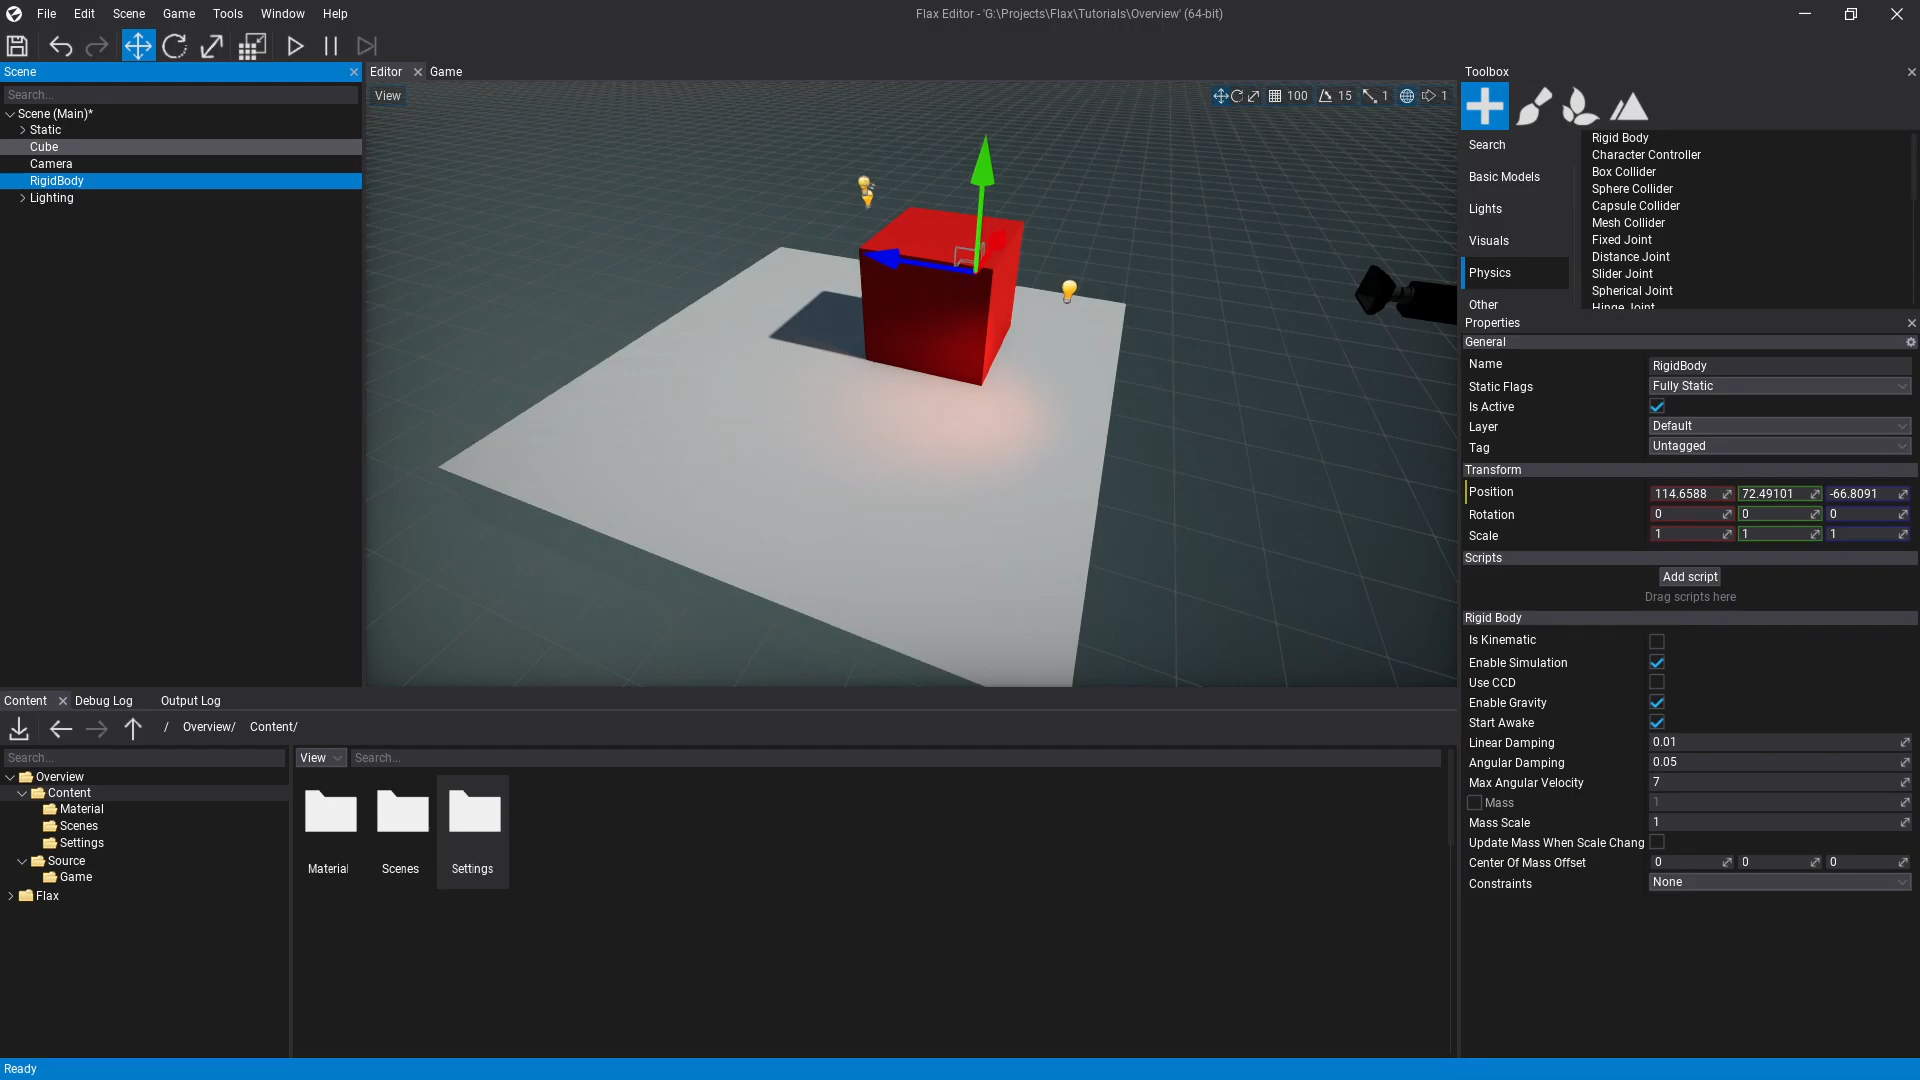 File Edit Scene Game Tools Window Help
Flax Editor - 'G:\Projects\Flax\Tutorials\Overview' (64-bit)
Scene
Search...
Scene (Main)*
Static
Cube
Camera
RigidBody
Lighting
Editor Game
View
100 15 1 1
Toolbox
Search
Basic Models
Lights
Visuals
Physics
Other
Rigid Body
Character Controller
Box Collider
Sphere Collider
Capsule Collider
Mesh Collider
Fixed Joint
Distance Joint
Slider Joint
Spherical Joint
Hinge Joint
Properties
General
Name RigidBody
Static Flags Fully Static
Is Active
Layer Default
Tag Untagged
Transform
Position 114.6588 72.49101 -66.8091
Rotation 0 0 0
Scale 1 1 1
Scripts
Add script
Drag scripts here
Rigid Body
Is Kinematic
Enable Simulation
Use CCD
Enable Gravity
Start Awake
Linear Damping 0.01
Angular Damping 0.05
Max Angular Velocity 7
Mass 1
Mass Scale 1
Update Mass When Scale Chang
Center Of Mass Offset 0 0 0
Constraints None
Content Debug Log Output Log
/ Overview/ Content/
Search...
Overview
Content
Material
Scenes
Settings
Source
Game
Flax
View Search...
Material Scenes Settings
Ready